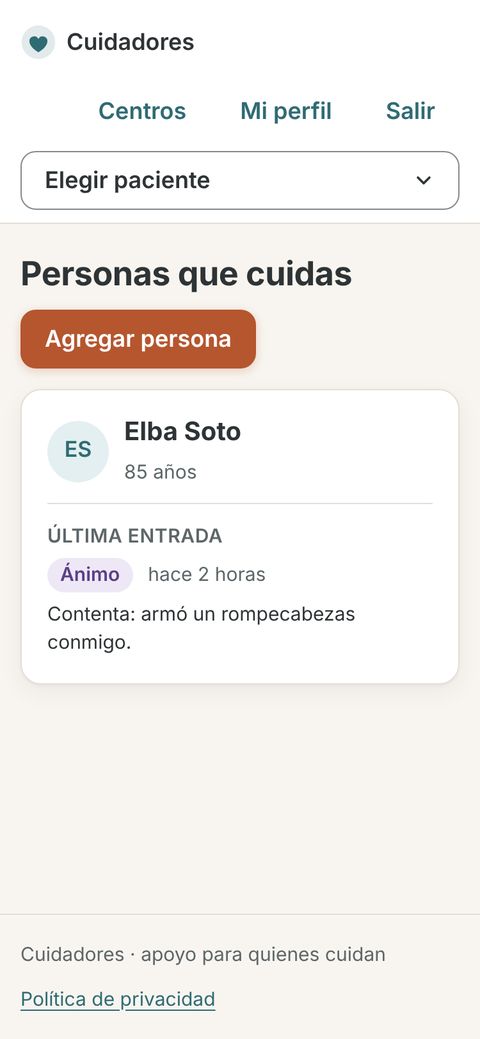 Cuidadores
Centros Mi perfil Salir
Elegir paciente
Personas que cuidas
Agregar persona
ES
Elba Soto
85 años
ÚLTIMA ENTRADA
Ánimo hace 2 horas
Contenta: armó un rompecabezas
conmigo.
Cuidadores · apoyo para quienes cuidan
Política de privacidad